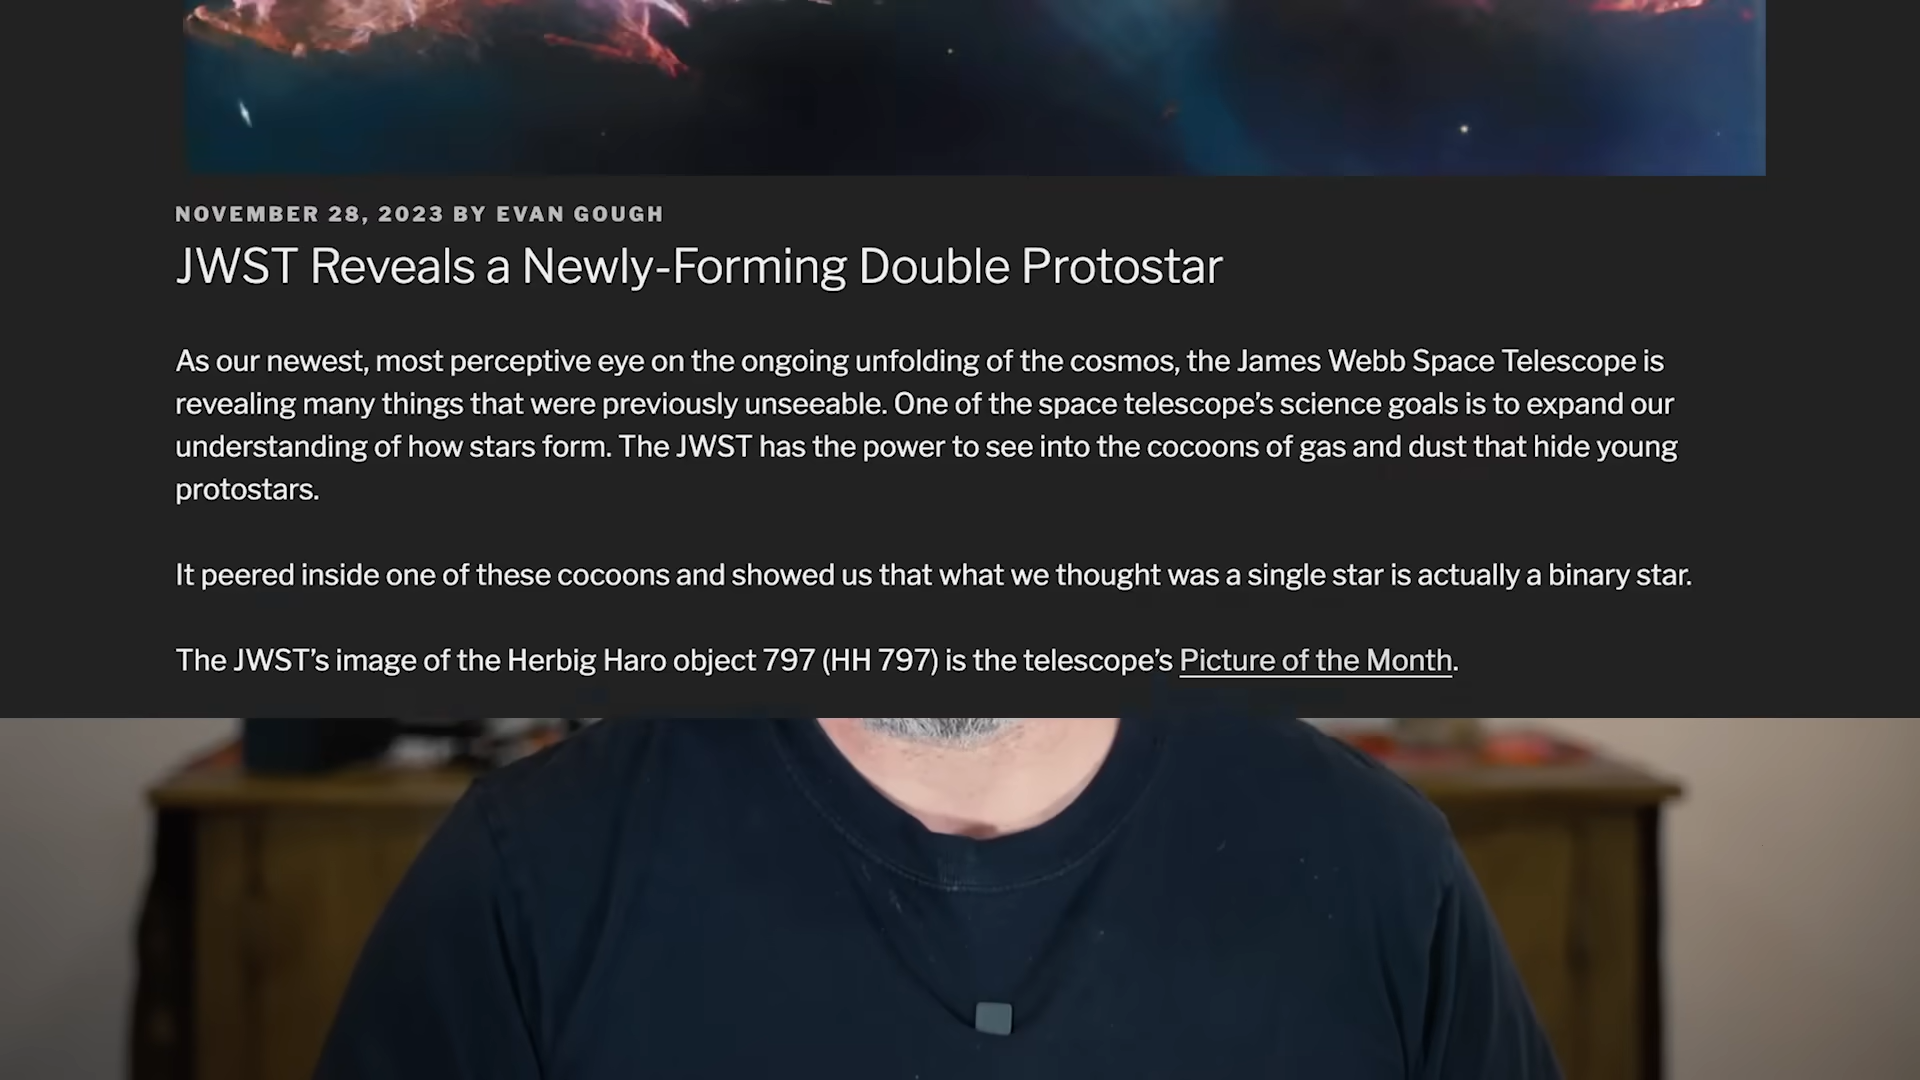 NOVEMBER 28, 2023 BY EVAN GOUGH
JWST Reveals a Newly-Forming Double Protostar
As our newest, most perceptive eye on the ongoing unfolding of the cosmos, the James Webb Space Telescope is
revealing many things that were previously unseeable. One of the space telescope’s science goals is to expand our
understanding of how stars form. The JWST has the power to see into the cocoons of gas and dust that hide young
protostars.
It peered inside one of these cocoons and showed us that what we thought was a single star is actually a binary star.
The JWST’s image of the Herbig Haro object 797 (HH 797) is the telescope’s Picture of the Month.